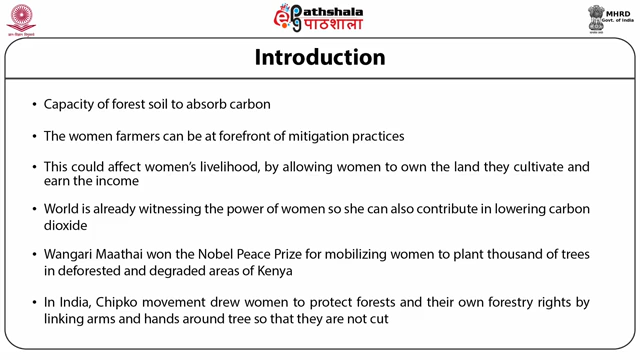 ePathshala
पाठशाला
MHRD
Govt. of India
Introduction
• Capacity of forest soil to absorb carbon
• The women farmers can be at forefront of mitigation practices
• This could affect women's livelihood, by allowing women to own the land they cultivate and
earn the income
• World is already witnessing the power of women so she can also contribute in lowering carbon
dioxide
• Wangari Maathai won the Nobel Peace Prize for mobilizing women to plant thousand of trees
in deforested and degraded areas of Kenya
• In India, Chipko movement drew women to protect forests and their own forestry rights by
linking arms and hands around tree so that they are not cut